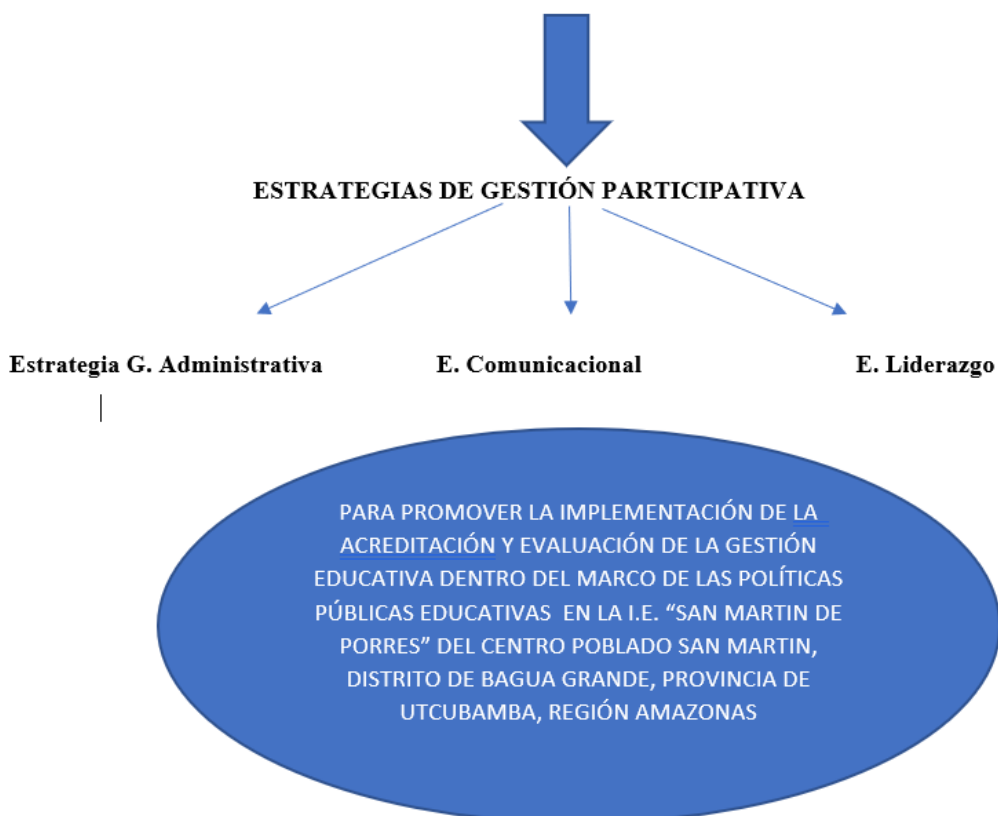 ESTRATEGIAS DE GESTIÓN PARTICIPATIVA
Estrategia G. Administrativa E. Comunicacional E. Liderazgo
PARA PROMOVER LA IMPLEMENTACIÓN DE LA
ACREDITACIÓN Y EVALUACIÓN DE LA GESTIÓN
EDUCATIVA DENTRO DEL MARCO DE LAS POLÍTICAS
PÚBLICAS EDUCATIVAS EN LA I.E. “SAN MARTIN DE
PORRES” DEL CENTRO POBLADO SAN MARTIN,
DISTRITO DE BAGUA GRANDE, PROVINCIA DE
UTCUBAMBA, REGIÓN AMAZONAS